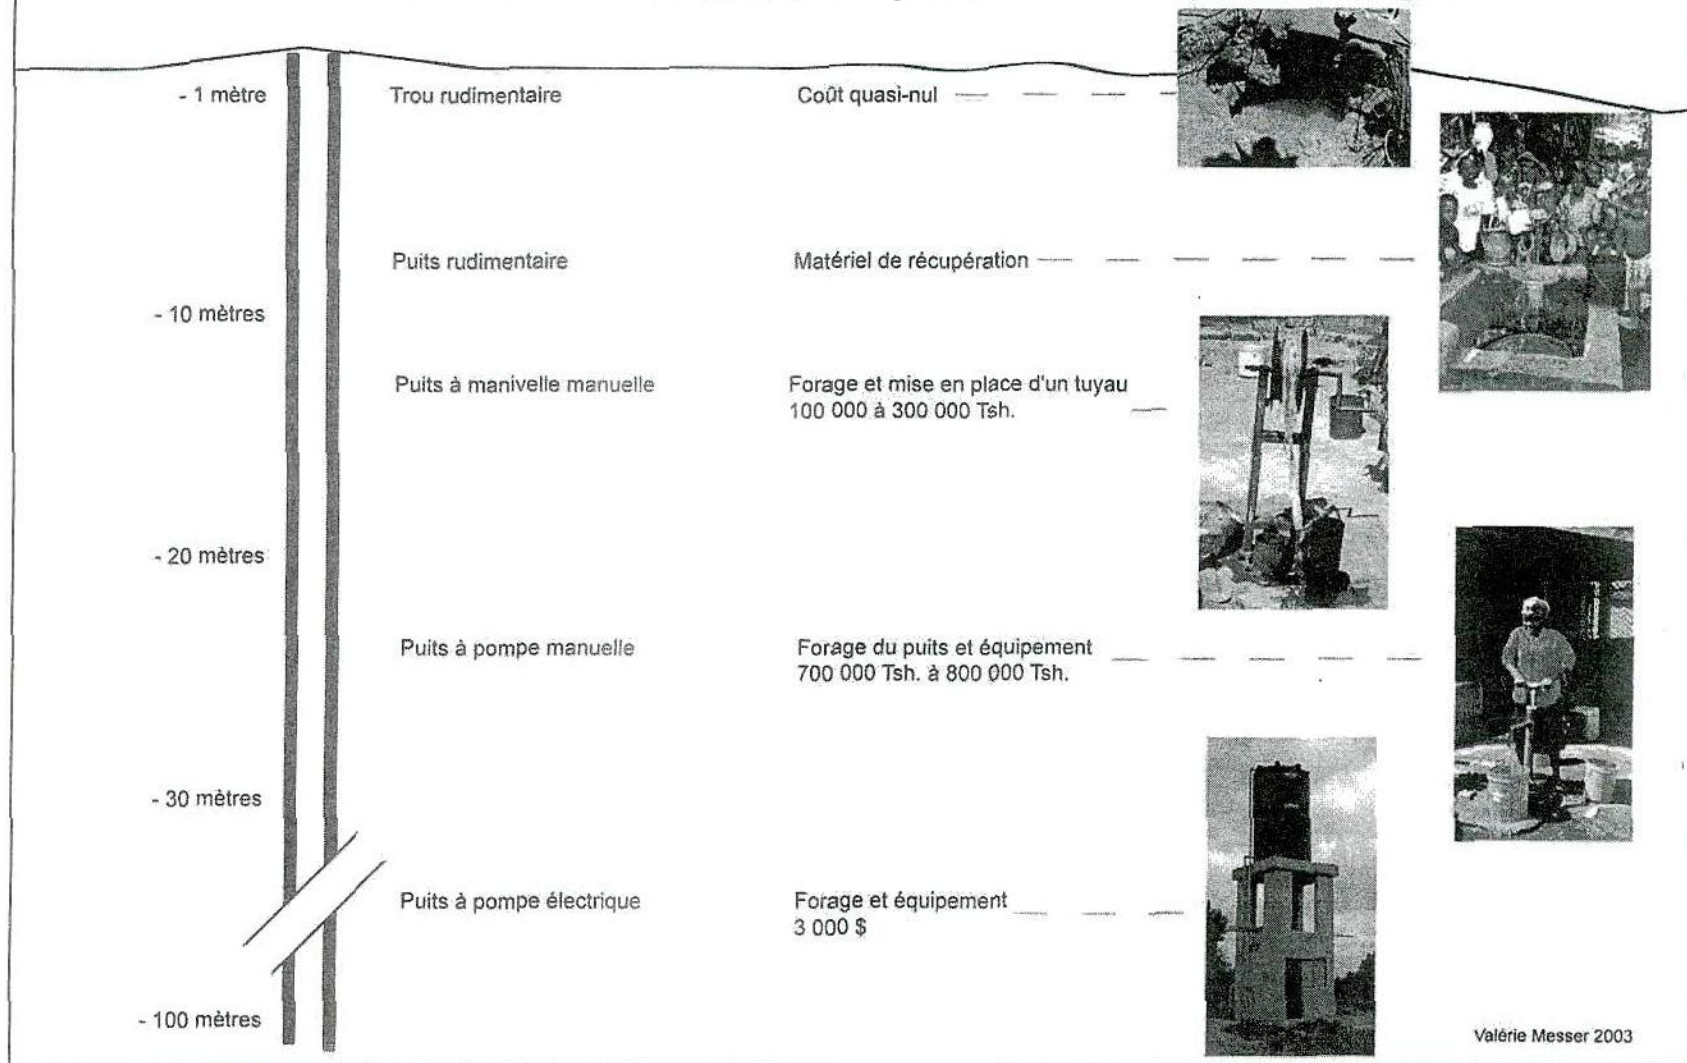 - 1 mètre
Trou rudimentaire
Coût quasi-nul
Puits rudimentaire
Matériel de récupération
- 10 mètres
Puits à manivelle manuelle
Forage et mise en place d'un tuyau
100 000 à 300 000 Tsh.
- 20 mètres
Puits à pompe manuelle
Forage du puits et équipement
700 000 Tsh. à 800 000 Tsh.
- 30 mètres
Puits à pompe électrique
Forage et équipement
3 000 $
- 100 mètres
Valérie Messer 2003